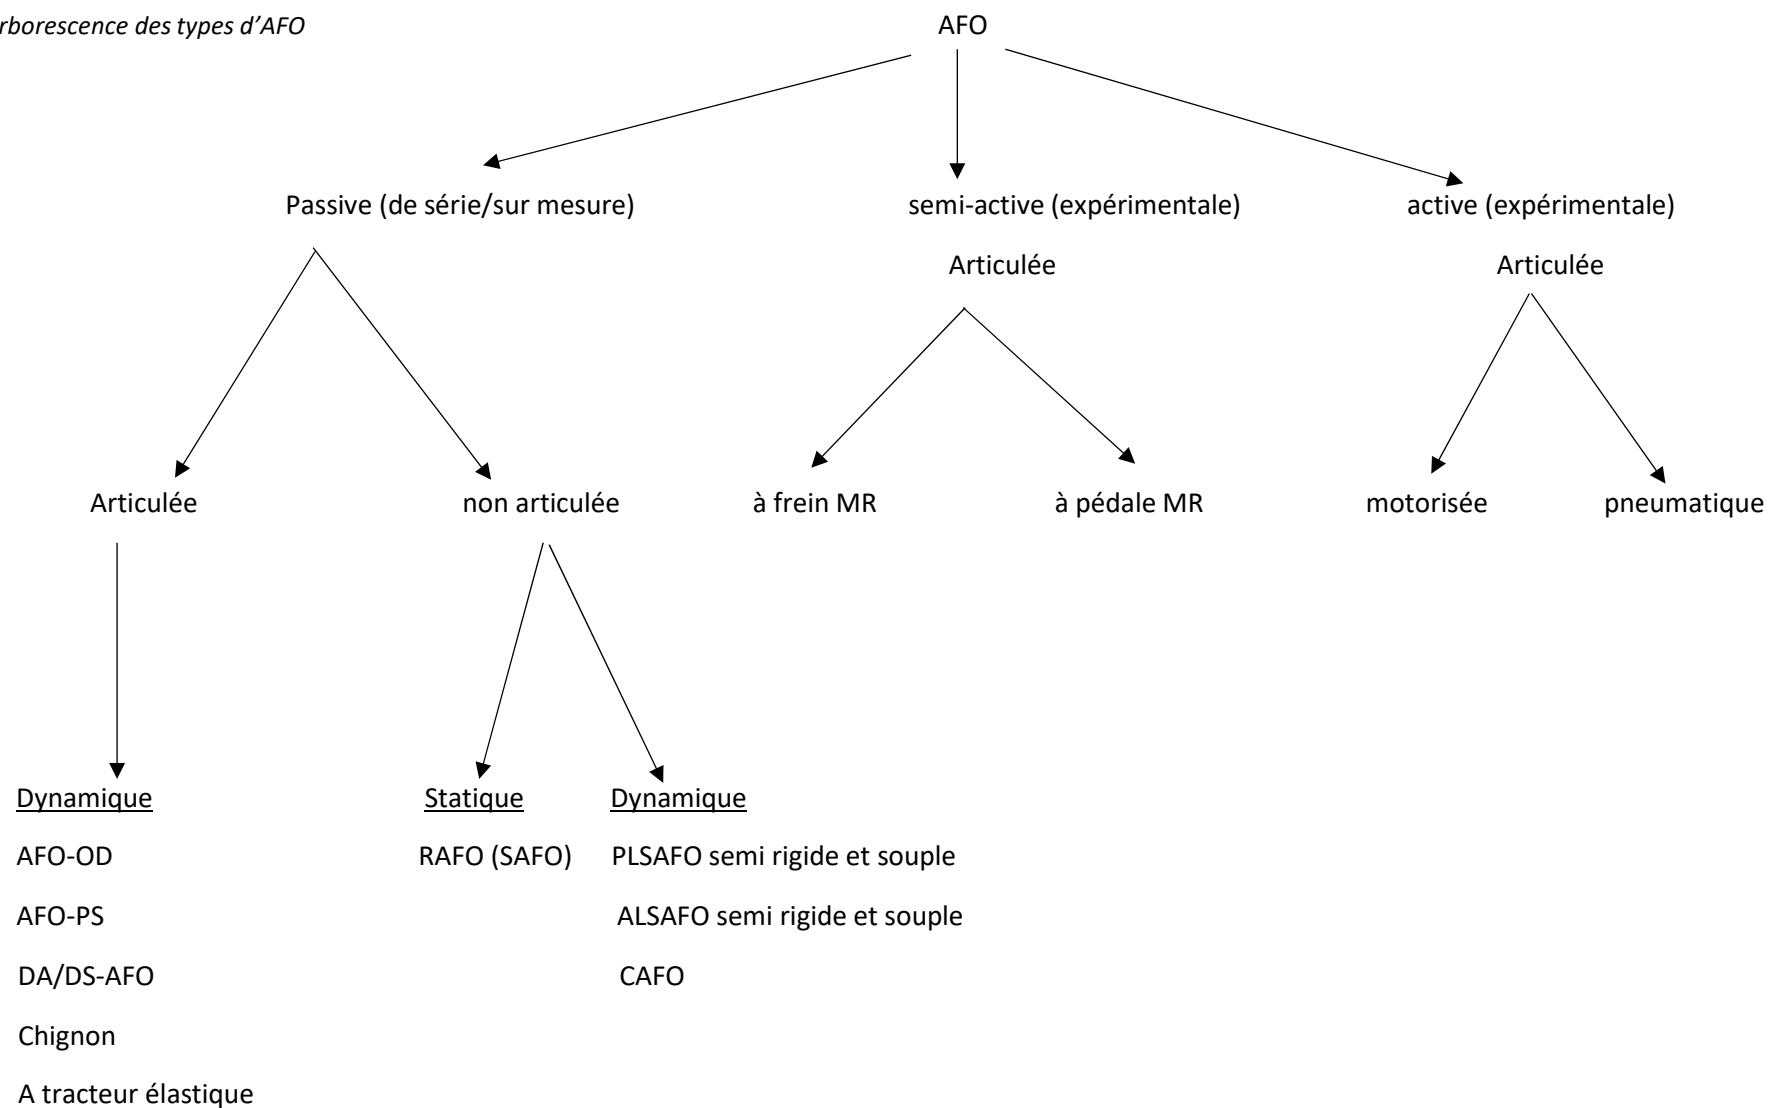 rborescence des types d’AFO
AFO
Passive (de série/sur mesure)
semi-active (expérimentale)
active (expérimentale)
Articulée
Articulée
Articulée
non articulée
à frein MR
à pédale MR
motorisée
pneumatique
Dynamique
Statique
Dynamique
AFO-OD
RAFO (SAFO)
PLSAFO semi rigide et souple
AFO-PS
ALSAFO semi rigide et souple
DA/DS-AFO
CAFO
Chignon
A tracteur élastique